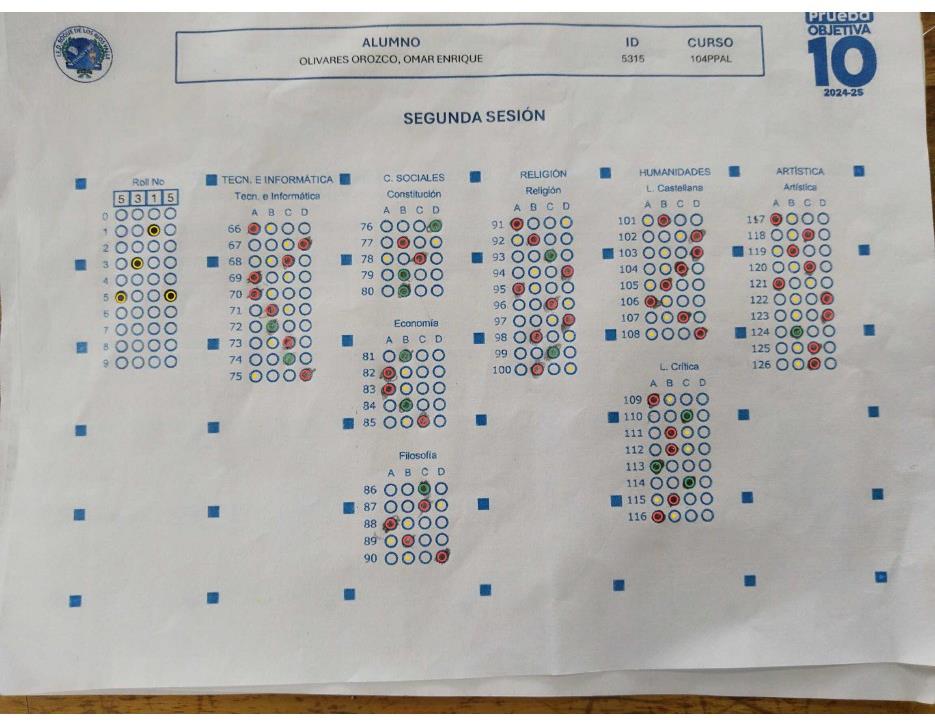 Prueba
OBJETIVA
10
2024-25
ALUMNO ID CURSO
OLIVARES OROZCO, OMAR ENRIQUE 5315 104PPAL
SEGUNDA SESIÓN
Roll No
5 3 1 5
0
1
2
3
4
5
6
7
8
9
TECN. E INFORMÁTICA
Tecn. e Informática
A B C D
66
67
68
69
70
71
72
73
74
75
C. SOCIALES
Constitución
A B C D
76
77
78
79
80
Economía
A B C D
81
82
83
84
85
Filosofía
A B C D
86
87
88
89
90
RELIGIÓN
Religión
A B C D
91
92
93
94
95
96
97
98
99
100
HUMANIDADES
L. Castellana
A B C D
101
102
103
104
105
106
107
108
L. Crítica
A B C D
109
110
111
112
113
114
115
116
ARTÍSTICA
Artística
A B C D
117
118
119
120
121
122
123
124
125
126